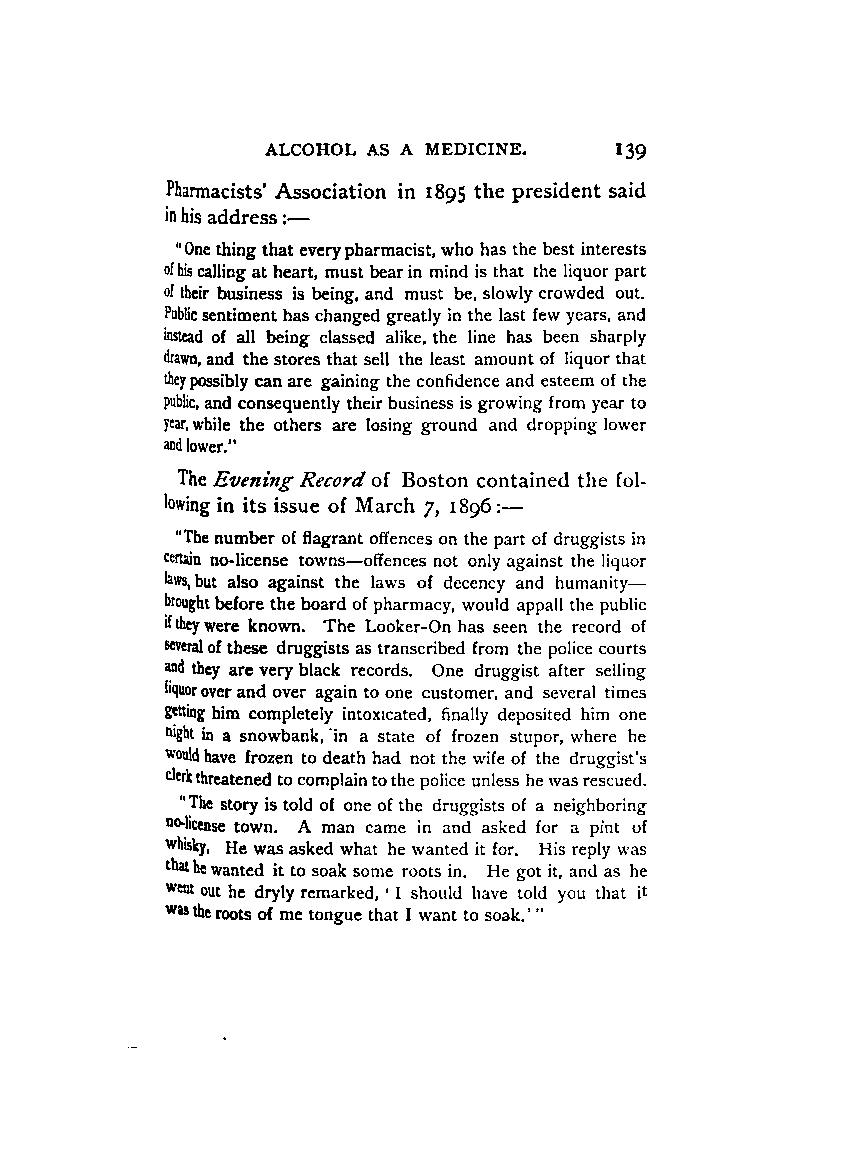 ALCOHOL AS A MEDICINE. 139
Pharmacists' Association in 1895 the president said
in his address :—
"One thing that every pharmacist, who has the best interests
of his calling at heart, must bear in mind is that the liquor part
of their business is being, and must be, slowly crowded out.
Public sentiment has changed greatly in the last few years, and
instead of all being classed alike, the line has been sharply
drawn, and the stores that sell the least amount of liquor that
they possibly can are gaining the confidence and esteem of the
public, and consequently their business is growing from year to
year, while the others are losing ground and dropping lower
and lower."
The Evening Record of Boston contained the fol-
lowing in its issue of March 7, 1896 :—
"The number of flagrant offences on the part of druggists in
certain no-license towns—offences not only against the liquor
laws, but also against the laws of decency and humanity—
brought before the board of pharmacy, would appall the public
if they were known. The Looker-On has seen the record of
several of these druggists as transcribed from the police courts
and they are very black records. One druggist after selling
liquor over and over again to one customer, and several times
getting him completely intoxicated, finally deposited him one
night in a snowbank, in a state of frozen stupor, where he
would have frozen to death had not the wife of the druggist's
clerk threatened to complain to the police unless he was rescued.
"The story is told of one of the druggists of a neighboring
no-license town. A man came in and asked for a pint of
whisky. He was asked what he wanted it for. His reply was
that he wanted it to soak some roots in. He got it, and as he
went out he dryly remarked, 'I should have told you that it
was the roots of me tongue that I want to soak.'"